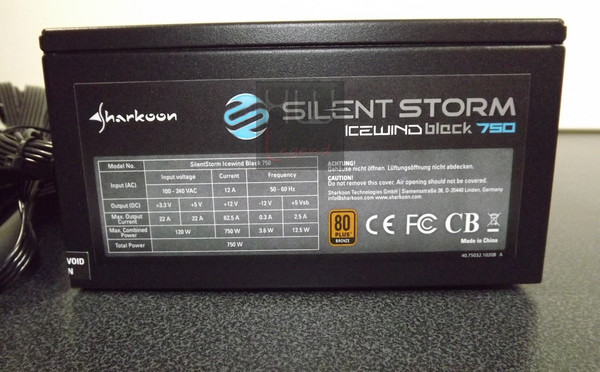 Sharkoon
SILENT STORM
ICEWIND black 750
Model No. SilentStorm Icewind Black 750
Input (AC) Input voltage Current Frequency
100 - 240 VAC 12 A 50 - 60 Hz
Output (DC) +3.3 V +5 V +12 V -12 V +5 Vsb
Max. Output Current 22 A 22 A 62.5 A 0.3 A 2.5 A
Max. Combined Power 120 W 750 W 3.6 W 12.5 W
Total Power 750 W
ACHTUNG!
Gehäuse nicht öffnen. Lüftungsöffnung nicht abdecken.
CAUTION!
Do not remove this cover. Air opening should not be covered.
Sharkoon Technologies GmbH | Siemensstraße 38, D-35440 Linden, Germany
info@sharkoon.com www.sharkoon.com
80 PLUS
BRONZE
CE FC CB
Made in China
40.75032.1020B A
VOID